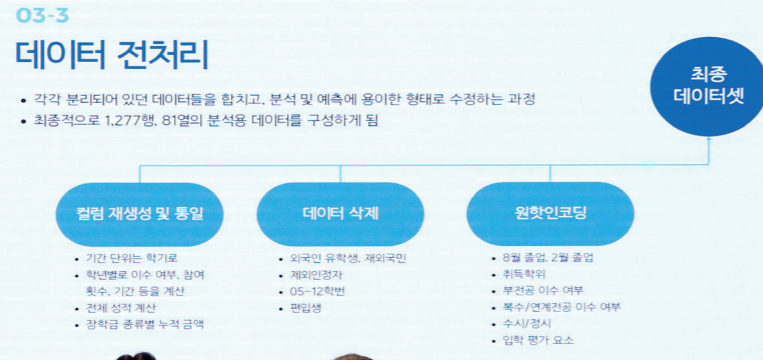 03-3
데이터 전처리
• 각각 분리되어 있던 데이터들을 합치고, 분석 및 예측에 용이한 형태로 수정하는 과정
• 최종적으로 1,277행, 81열의 분석용 데이터를 구성하게 됨
최종
데이터셋
컬럼 재생성 및 통일
• 기간 단위는 학기로
• 학년별로 이수 여부, 참여
횟수, 기간 등을 계산
• 전체 성적 계산
• 장학금 종류별 누적 금액
데이터 삭제
• 외국인 유학생, 재외국민
• 제외인정자
• 05~12학번
• 편입생
원핫인코딩
• 8월 졸업, 2월 졸업
• 취득학위
• 부전공 이수 여부
• 복수/연계전공 이수 여부
• 수시/정시
• 입학 평가 요소